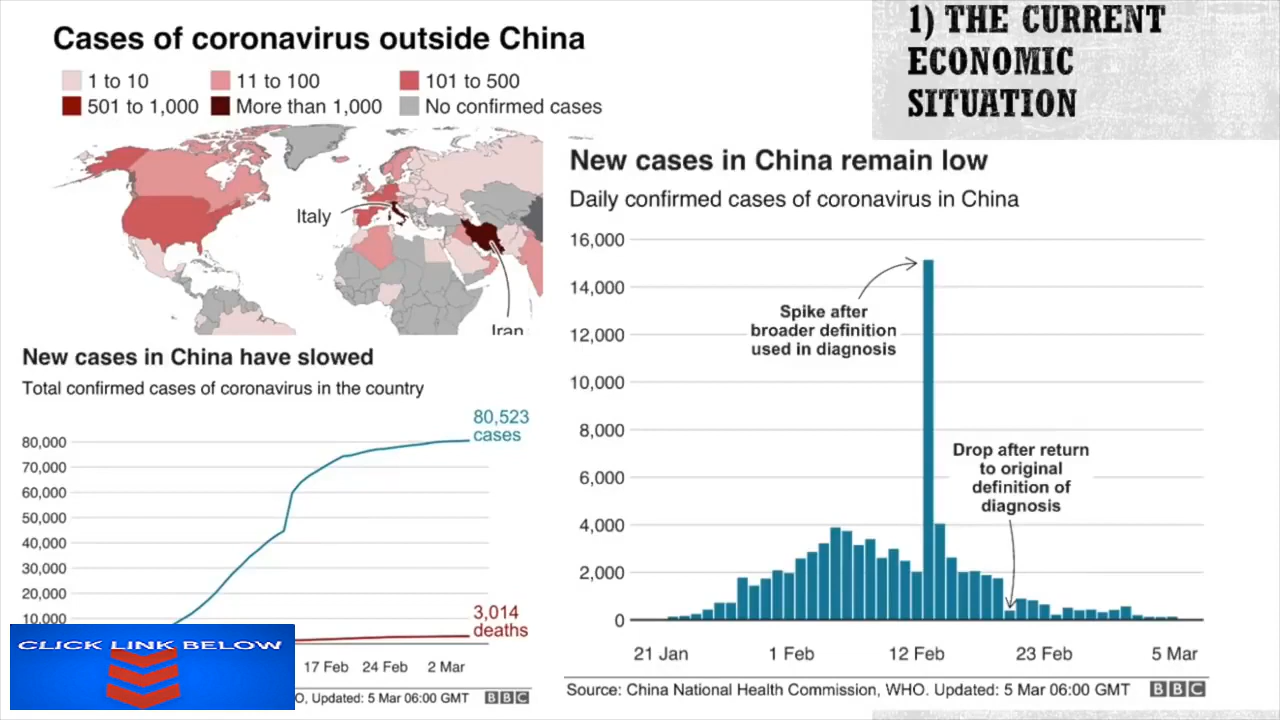 1) THE CURRENT
ECONOMIC
SITUATION
Cases of coronavirus outside China
1 to 10
11 to 100
101 to 500
501 to 1,000
More than 1,000
No confirmed cases
Italy
Iran
New cases in China have slowed
Total confirmed cases of coronavirus in the country
80,523
cases
80,000
70,000
60,000
50,000
40,000
30,000
20,000
10,000
3,014
deaths
17 Feb
24 Feb
2 Mar
O, Updated: 5 Mar 06:00 GMT
BBC
CLICK LINK BELOW
New cases in China remain low
Daily confirmed cases of coronavirus in China
16,000
14,000
12,000
10,000
8,000
6,000
4,000
2,000
0
Spike after
broader definition
used in diagnosis
Drop after return
to original
definition of
diagnosis
21 Jan
1 Feb
12 Feb
23 Feb
5 Mar
Source: China National Health Commission, WHO. Updated: 5 Mar 06:00 GMT
BBC